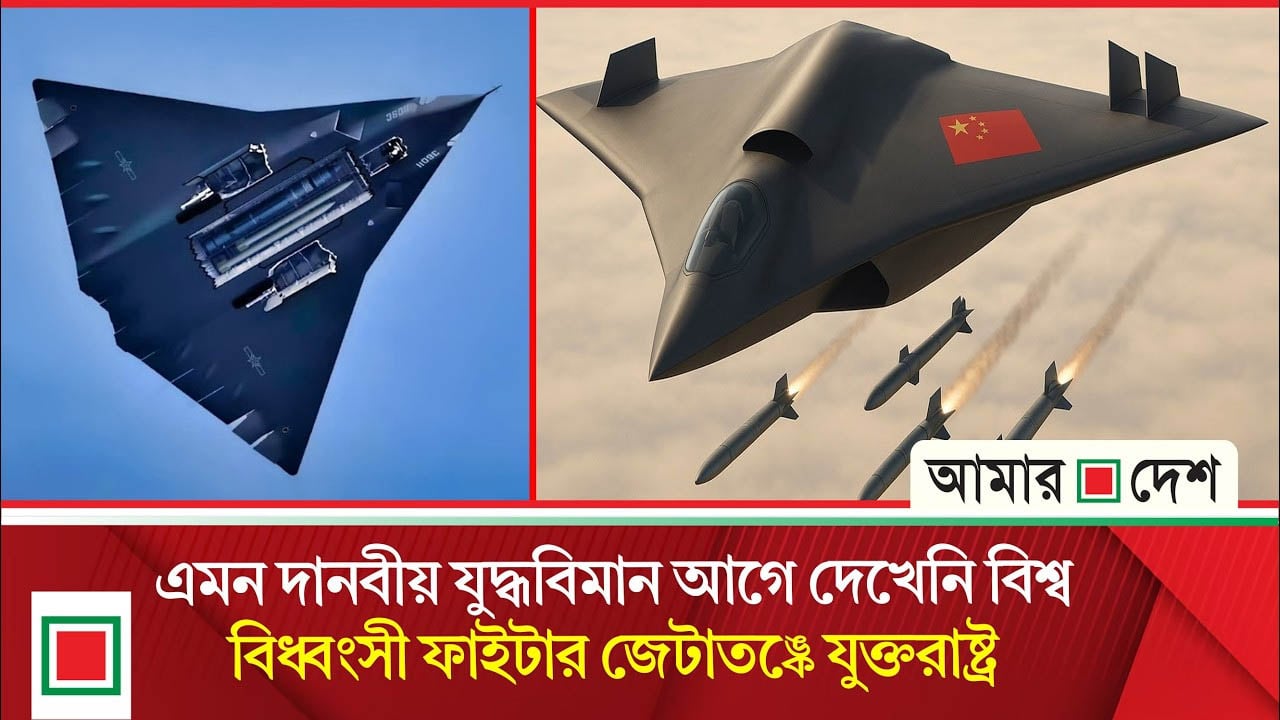 আমার দেশ
এমন দানবীয় যুদ্ধবিমান আগে দেখেনি বিশ্ব
বিধ্বংসী ফাইটার জেটাতঙ্কে যুক্তরাষ্ট্র